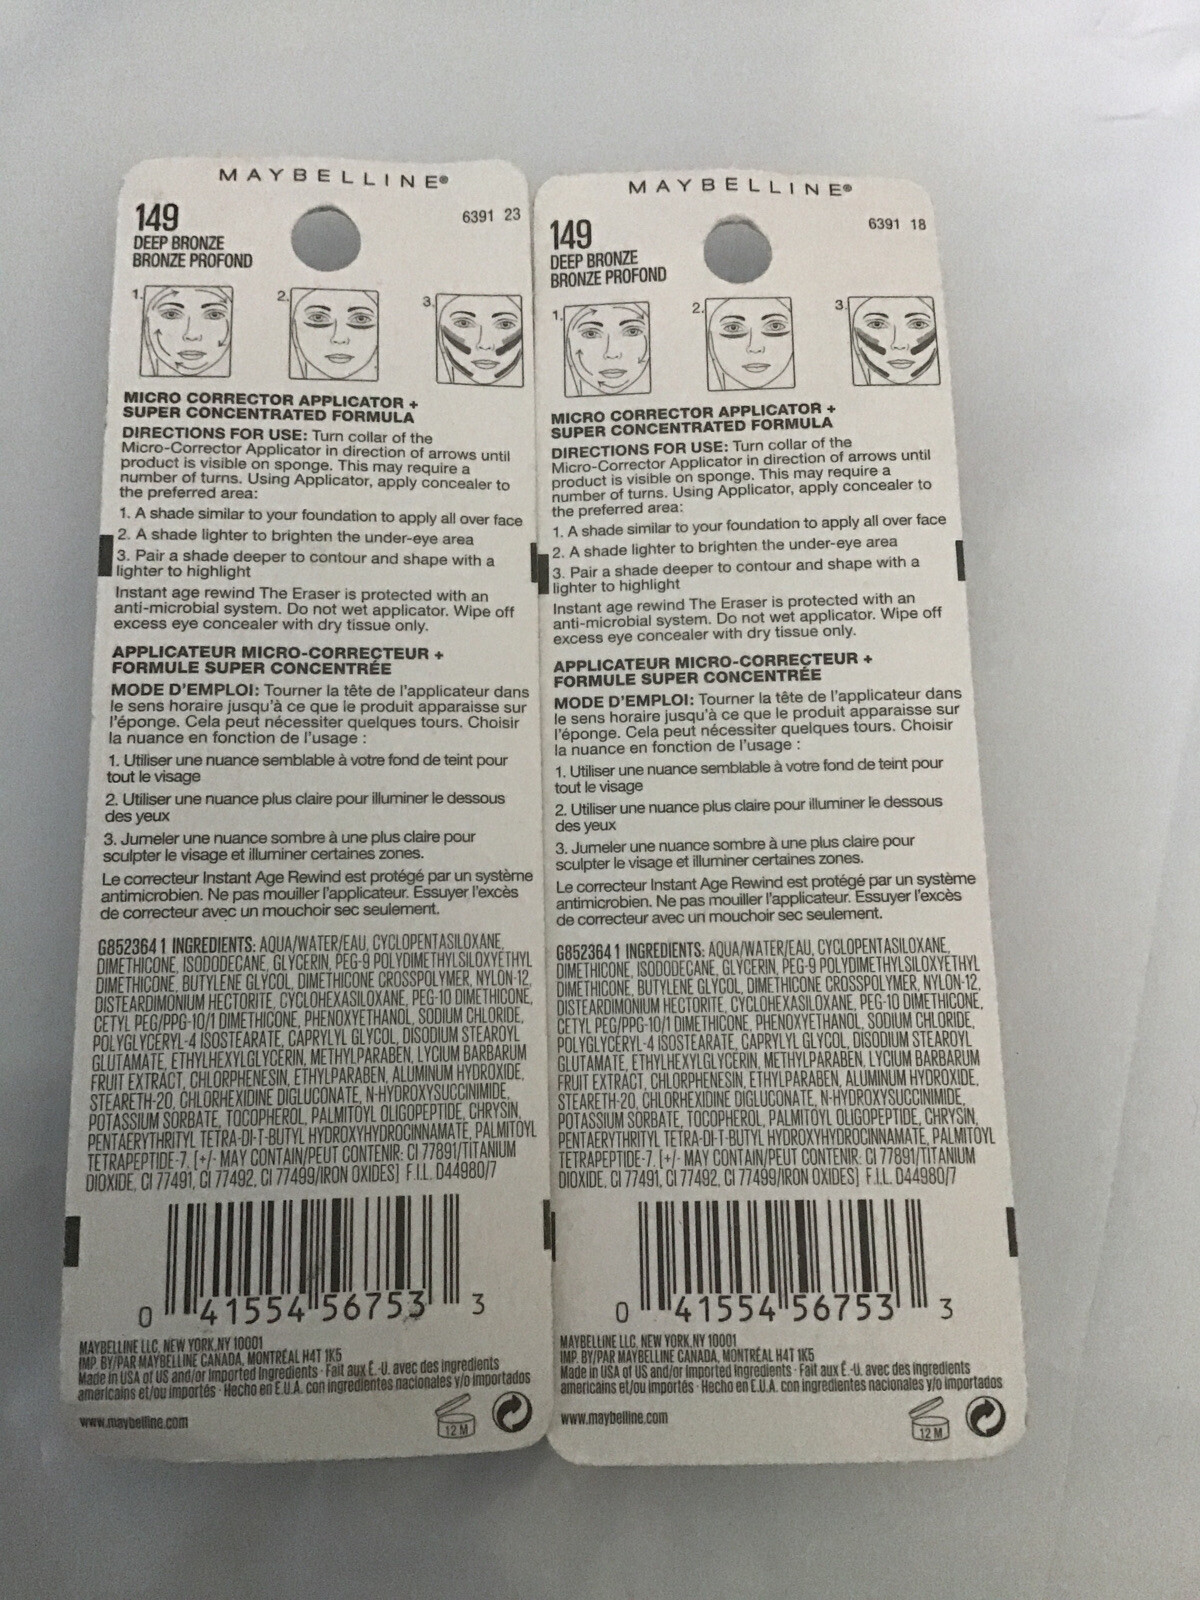 MAYBELLINE®
149
DEEP BRONZE
BRONZE PROFOND
6391 23
1.
2.
3.
MICRO CORRECTOR APPLICATOR +
SUPER CONCENTRATED FORMULA
DIRECTIONS FOR USE: Turn collar of the
Micro-Corrector Applicator in direction of arrows until
product is visible on sponge. This may require a
number of turns. Using Applicator, apply concealer to
the preferred area:
1. A shade similar to your foundation to apply all over face
2. A shade lighter to brighten the under-eye area
3. Pair a shade deeper to contour and shape with a
lighter to highlight
Instant age rewind The Eraser is protected with an
anti-microbial system. Do not wet applicator. Wipe off
excess eye concealer with dry tissue only.
APPLICATEUR MICRO-CORRECTEUR +
FORMULE SUPER CONCENTRÉE
MODE D'EMPLOI: Tourner la tête de l'applicateur dans
le sens horaire jusqu'à ce que le produit apparaisse sur
l'éponge. Cela peut nécessiter quelques tours. Choisir
la nuance en fonction de l'usage :
1. Utiliser une nuance semblable à votre fond de teint pour
tout le visage
2. Utiliser une nuance plus claire pour illuminer le dessous
des yeux
3. Jumeler une nuance sombre à une plus claire pour
sculpter le visage et illuminer certaines zones.
Le correcteur Instant Age Rewind est protégé par un système
antimicrobien. Ne pas mouiller l'applicateur. Essuyer l'excès
de correcteur avec un mouchoir sec seulement.
G852364 1 INGREDIENTS: AQUA/WATER/EAU, CYCLOPENTASILOXANE,
DIMETHICONE, ISODODECANE, GLYCERIN, PEG-9 POLYDIMETHYLSILOXYETHYL
DIMETHICONE, BUTYLENE GLYCOL, DIMETHICONE CROSSPOLYMER, NYLON-12,
DISTEARDIMONIUM HECTORITE, CYCLOHEXASILOXANE, PEG-10 DIMETHICONE,
CETYL PEG/PPG-10/1 DIMETHICONE, PHENOXYETHANOL, SODIUM CHLORIDE,
POLYGLYCERYL-4 ISOSTEARATE, CAPRYLYL GLYCOL, DISODIUM STEAROYL
GLUTAMATE, ETHYLHEXYLGLYCERIN, METHYLPARABEN, LYCIUM BARBARUM
FRUIT EXTRACT, CHLORPHENESIN, ETHYLPARABEN, ALUMINUM HYDROXIDE,
STEARETH-20, CHLORHEXIDINE DIGLUCONATE, N-HYDROXYSUCCINIMIDE,
POTASSIUM SORBATE, TOCOPHEROL, PALMITOYL OLIGOPEPTIDE, CHRYSIN,
PENTAERYTHRITYL TETRA-DI-T-BUTYL HYDROXYHYDROCINNAMATE, PALMITOYL
TETRAPEPTIDE-7. [+/- MAY CONTAIN/PEUT CONTENIR: CI 77891/TITANIUM
DIOXIDE, CI 77491, CI 77492, CI 77499/IRON OXIDES] F.I.L. D44980/7
0 41554 56753 3
MAYBELLINE LLC, NEW YORK,NY 10001
IMP. BY/PAR MAYBELLINE CANADA, MONTRÉAL H4T 1K5
Made in USA of US and/or Imported Ingredients · Fait aux É.-U. avec des ingredients
américains et/ou importés · Hecho en E.U.A. con ingredientes nacionales y/o importados
www.maybelline.com
12 M
MAYBELLINE®
149
DEEP BRONZE
BRONZE PROFOND
6391 18
1.
2.
3.
MICRO CORRECTOR APPLICATOR +
SUPER CONCENTRATED FORMULA
DIRECTIONS FOR USE: Turn collar of the
Micro-Corrector Applicator in direction of arrows until
product is visible on sponge. This may require a
number of turns. Using Applicator, apply concealer to
the preferred area:
1. A shade similar to your foundation to apply all over face
2. A shade lighter to brighten the under-eye area
3. Pair a shade deeper to contour and shape with a
lighter to highlight
Instant age rewind The Eraser is protected with an
anti-microbial system. Do not wet applicator. Wipe off
excess eye concealer with dry tissue only.
APPLICATEUR MICRO-CORRECTEUR +
FORMULE SUPER CONCENTRÉE
MODE D'EMPLOI: Tourner la tête de l'applicateur dans
le sens horaire jusqu'à ce que le produit apparaisse sur
l'éponge. Cela peut nécessiter quelques tours. Choisir
la nuance en fonction de l'usage :
1. Utiliser une nuance semblable à votre fond de teint pour
tout le visage
2. Utiliser une nuance plus claire pour illuminer le dessous
des yeux
3. Jumeler une nuance sombre à une plus claire pour
sculpter le visage et illuminer certaines zones.
Le correcteur Instant Age Rewind est protégé par un système
antimicrobien. Ne pas mouiller l'applicateur. Essuyer l'excès
de correcteur avec un mouchoir sec seulement.
G852364 1 INGREDIENTS: AQUA/WATER/EAU, CYCLOPENTASILOXANE,
DIMETHICONE, ISODODECANE, GLYCERIN, PEG-9 POLYDIMETHYLSILOXYETHYL
DIMETHICONE, BUTYLENE GLYCOL, DIMETHICONE CROSSPOLYMER, NYLON-12,
DISTEARDIMONIUM HECTORITE, CYCLOHEXASILOXANE, PEG-10 DIMETHICONE,
CETYL PEG/PPG-10/1 DIMETHICONE, PHENOXYETHANOL, SODIUM CHLORIDE,
POLYGLYCERYL-4 ISOSTEARATE, CAPRYLYL GLYCOL, DISODIUM STEAROYL
GLUTAMATE, ETHYLHEXYLGLYCERIN, METHYLPARABEN, LYCIUM BARBARUM
FRUIT EXTRACT, CHLORPHENESIN, ETHYLPARABEN, ALUMINUM HYDROXIDE,
STEARETH-20, CHLORHEXIDINE DIGLUCONATE, N-HYDROXYSUCCINIMIDE,
POTASSIUM SORBATE, TOCOPHEROL, PALMITOYL OLIGOPEPTIDE, CHRYSIN,
PENTAERYTHRITYL TETRA-DI-T-BUTYL HYDROXYHYDROCINNAMATE, PALMITOYL
TETRAPEPTIDE-7. [+/- MAY CONTAIN/PEUT CONTENIR: CI 77891/TITANIUM
DIOXIDE, CI 77491, CI 77492, CI 77499/IRON OXIDES] F.I.L. D44980/7
0 41554 56753 3
MAYBELLINE LLC, NEW YORK,NY 10001
IMP. BY/PAR MAYBELLINE CANADA, MONTRÉAL H4T 1K5
Made in USA of US and/or Imported Ingredients · Fait aux É.-U. avec des ingredients
américains et/ou importés · Hecho en E.U.A. con ingredientes nacionales y/o importados
www.maybelline.com
12 M